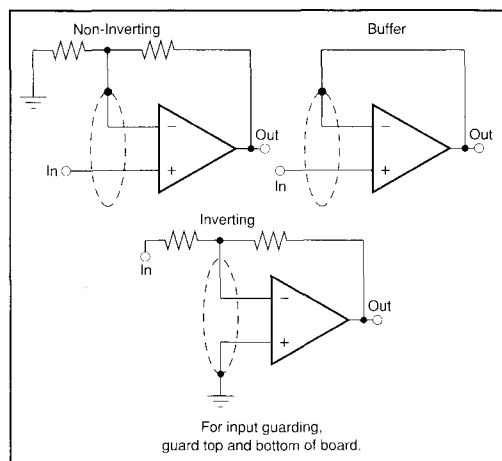 Non-Inverting
Buffer
−
+
In
Out
−
+
In
Out
Inverting
In
−
+
Out
For input guarding,
guard top and bottom of board.